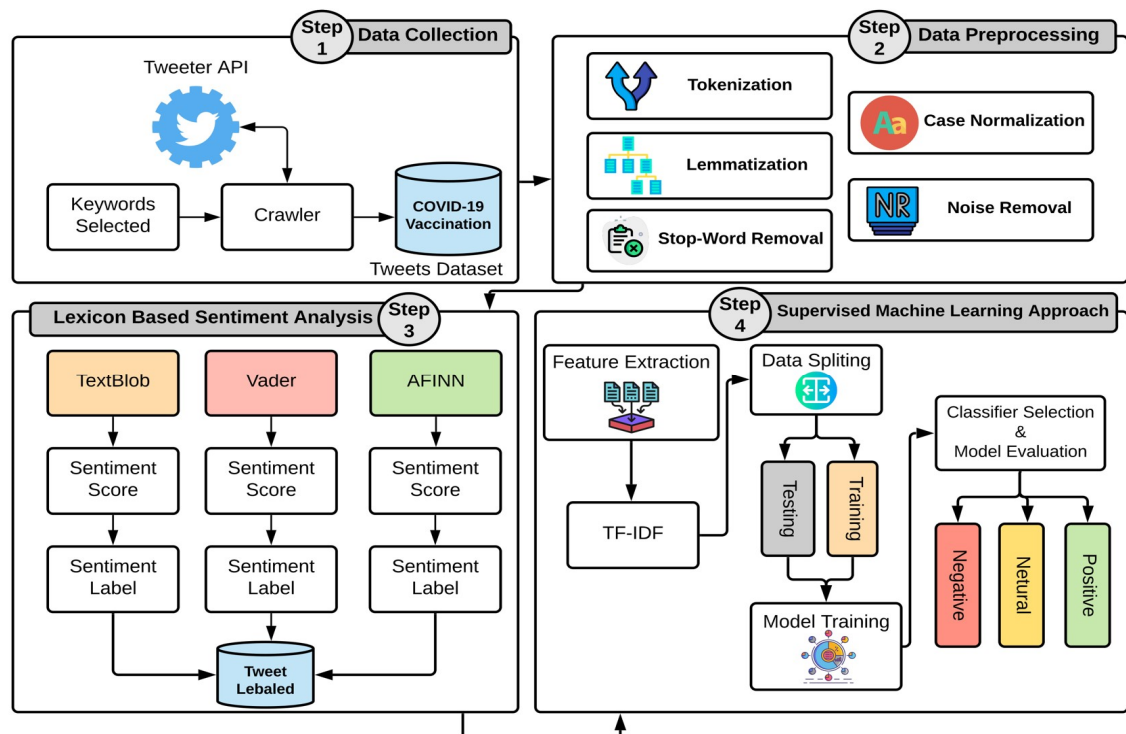 Step
1
Data Collection
Tweeter API
Keywords
Selected
Crawler
COVID-19
Vaccination
Tweets Dataset
Step
2
Data Preprocessing
Tokenization
Lemmatization
Stop-Word Removal
Aa
Case Normalization
NR
Noise Removal
Lexicon Based Sentiment Analysis
Step
3
TextBlob
Vader
AFINN
Sentiment
Score
Sentiment
Score
Sentiment
Score
Sentiment
Label
Sentiment
Label
Sentiment
Label
Tweet
Lebaled
Step
4
Supervised Machine Learning Approach
Feature Extraction
TF-IDF
Data Spliting
Testing
Training
Model Training
Classifier Selection
&
Model Evaluation
Negative
Netural
Positive